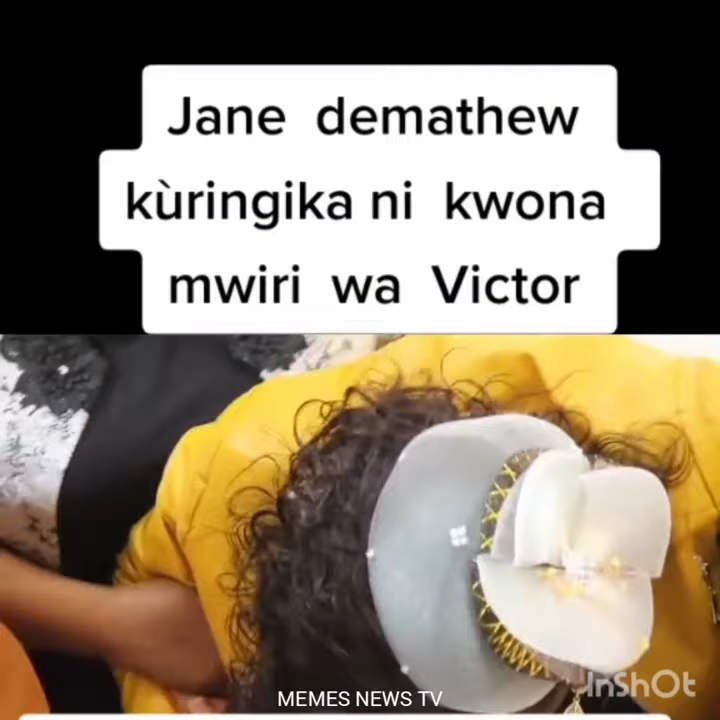 Jane demathew
kùringika ni kwona
mwiri wa Victor
MEMES NEWS TV
InShOt